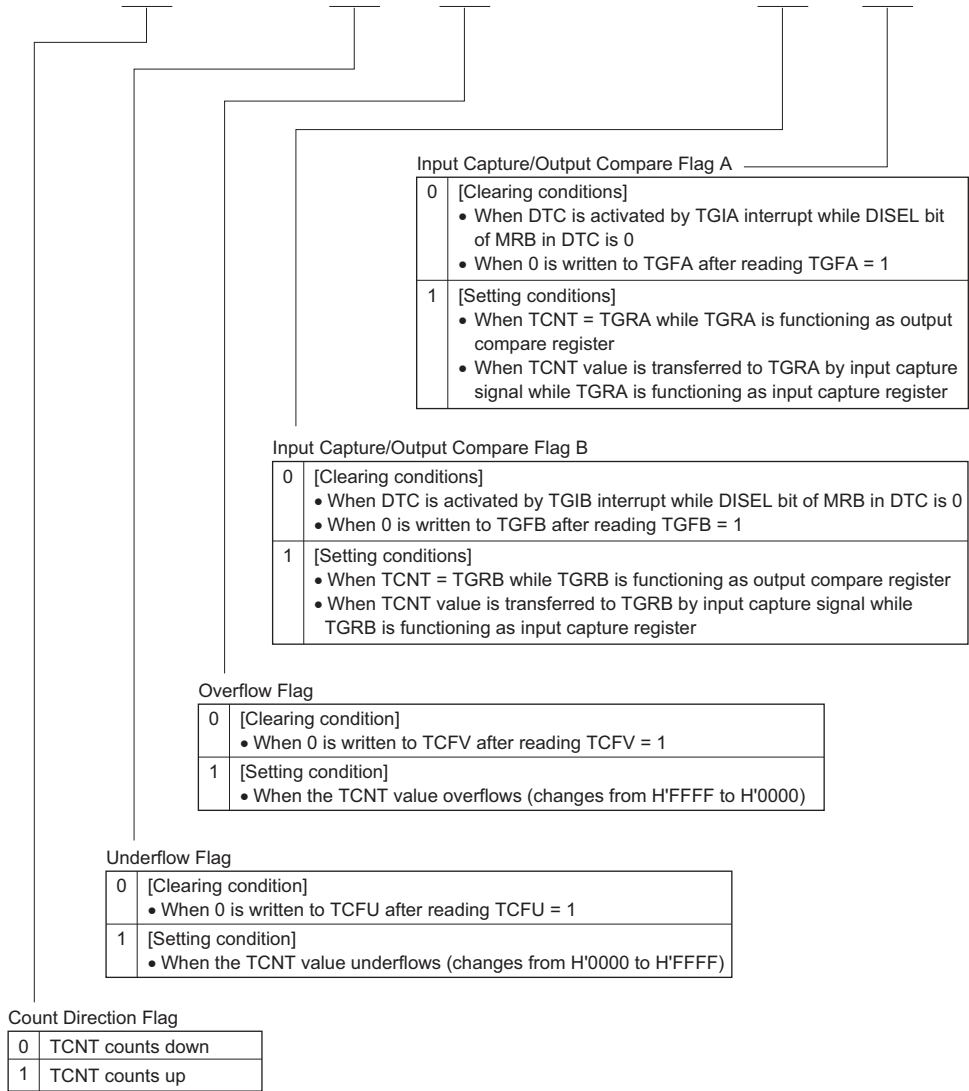 Input Capture/Output Compare Flag A
0 [Clearing conditions]
• When DTC is activated by TGIA interrupt while DISEL bit
of MRB in DTC is 0
• When 0 is written to TGFA after reading TGFA = 1
1 [Setting conditions]
• When TCNT = TGRA while TGRA is functioning as output
compare register
• When TCNT value is transferred to TGRA by input capture
signal while TGRA is functioning as input capture register
Input Capture/Output Compare Flag B
0 [Clearing conditions]
• When DTC is activated by TGIB interrupt while DISEL bit of MRB in DTC is 0
• When 0 is written to TGFB after reading TGFB = 1
1 [Setting conditions]
• When TCNT = TGRB while TGRB is functioning as output compare register
• When TCNT value is transferred to TGRB by input capture signal while
TGRB is functioning as input capture register
Overflow Flag
0 [Clearing condition]
• When 0 is written to TCFV after reading TCFV = 1
1 [Setting condition]
• When the TCNT value overflows (changes from H'FFFF to H'0000)
Underflow Flag
0 [Clearing condition]
• When 0 is written to TCFU after reading TCFU = 1
1 [Setting condition]
• When the TCNT value underflows (changes from H'0000 to H'FFFF)
Count Direction Flag
0 TCNT counts down
1 TCNT counts up